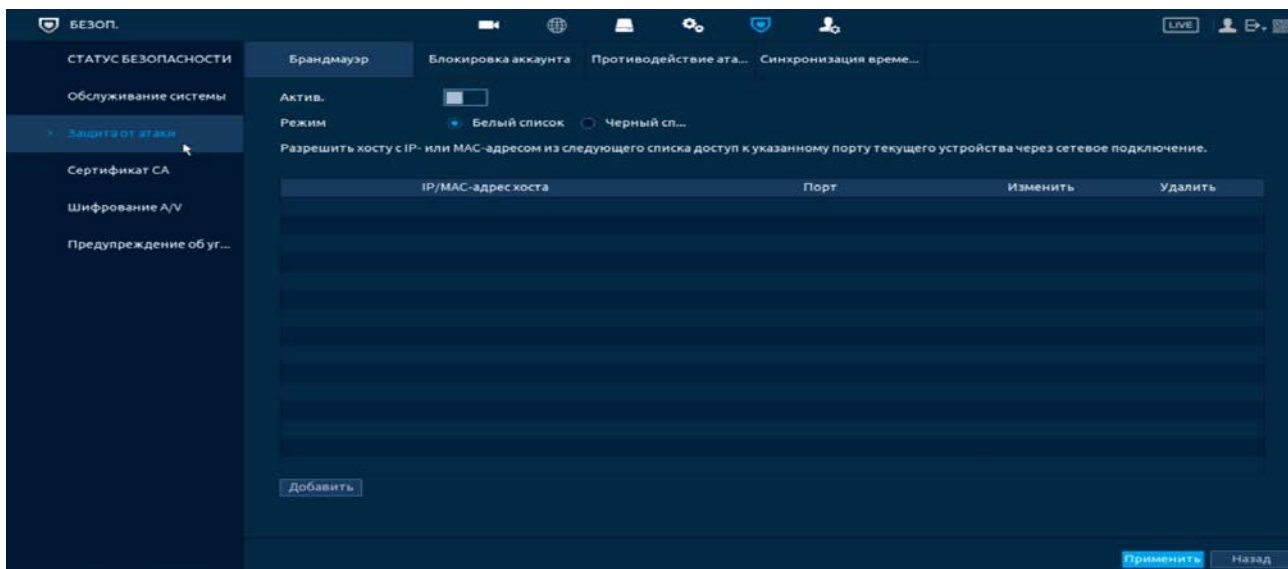 БЕЗОП.
LIVE
СТАТУС БЕЗОПАСНОСТИ
Обслуживание системы
Защита от атаки
Сертификат CA
Шифрование A/V
Предупреждение об уг...
Брандмауэр Блокировка аккаунта Противодействие ата... Синхронизация време...
Актив.
Режим Белый список Черный сп...
Разрешить хосту с IP- или MAC-адресом из следующего списка доступ к указанному порту текущего устройства через сетевое подключение.
IP/MAC-адрес хоста Порт Изменить Удалить
Добавить
Применить Назад